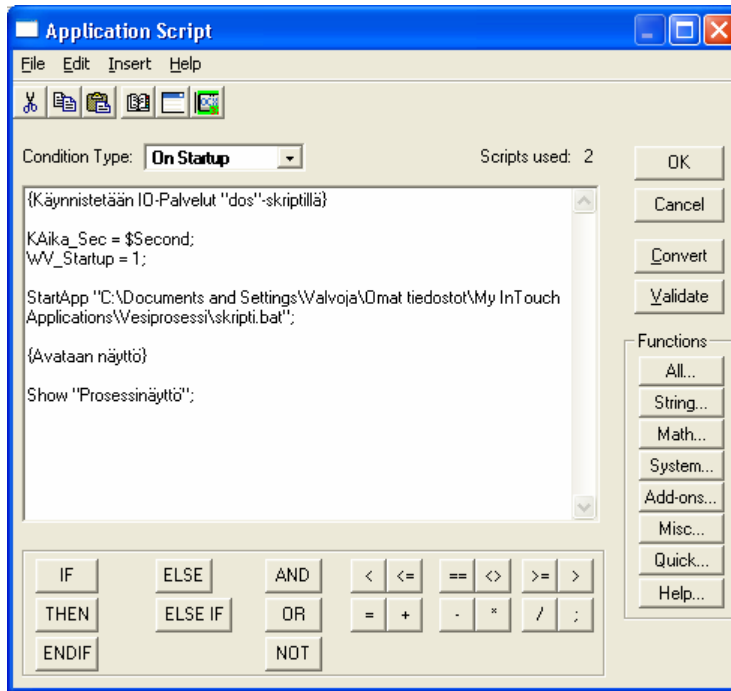 Application Script
File Edit Insert Help
Condition Type: On Startup Scripts used: 2
OK
Cancel
Convert
Validate
{Käynnistetään IO-Palvelut "dos"-skriptillä}
KAika_Sec = $Second;
WV_Startup = 1;
StartApp "C:\Documents and Settings\Valvoja\Omat tiedostot\My InTouch
Applications\Vesiprosessi\skripti.bat";
{Avataan näyttö}
Show "Prosessinäyttö";
Functions
All...
String...
Math...
System...
Add-ons...
Misc...
Quick...
Help...
IF ELSE AND < <= == <> >= >
THEN ELSE IF OR = + - * / ;
ENDIF NOT